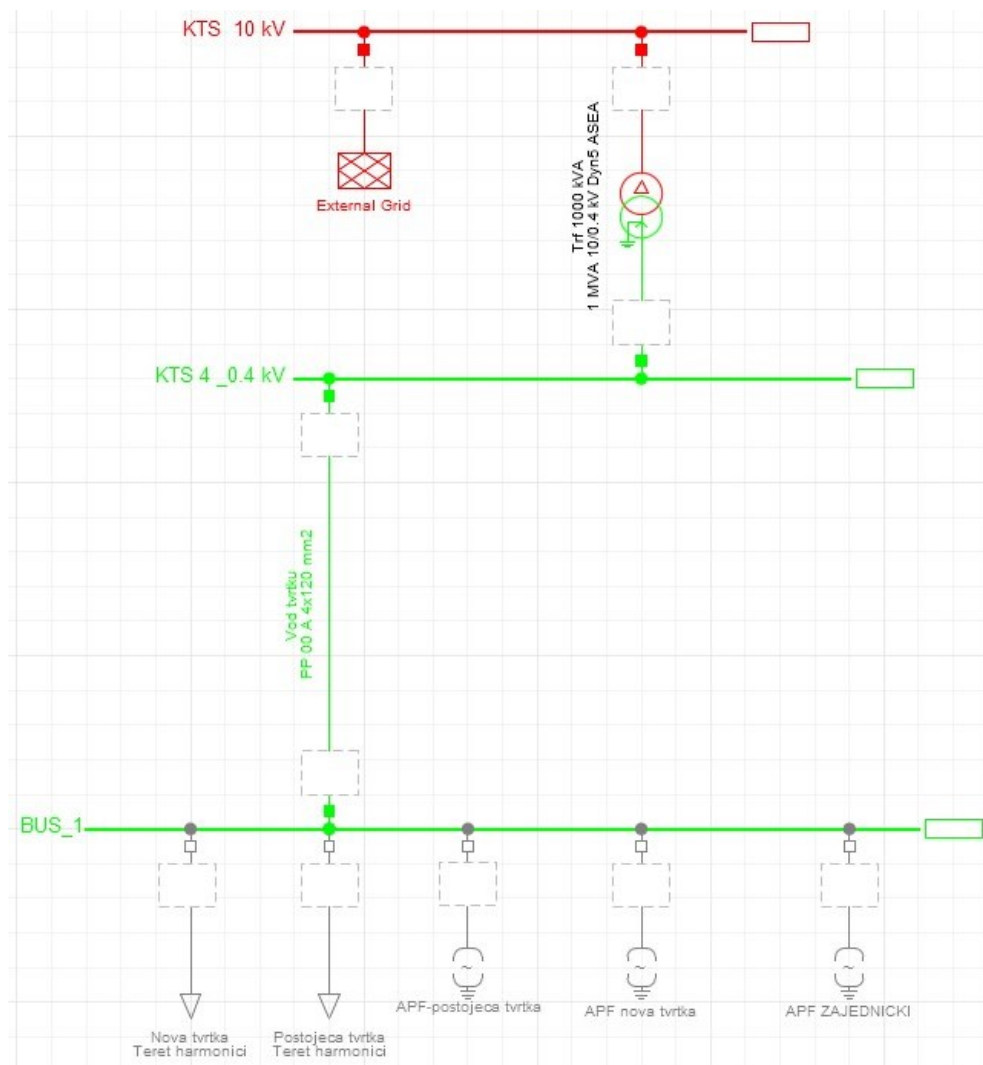 KTS 10 kV
External Grid
Trf 1000 kVA
1 MVA 10/0.4 kV Dyn5 ASEA
KTS 4 _0.4 kV
Vod tvrtku
PP 00 A 4x120 mm2
BUS_1
Nova tvrtka
Teret harmonici
Postojeca tvrtka
Teret harmonici
APF-postojeca tvrtka
APF nova tvrtka
APF ZAJEDNICKI